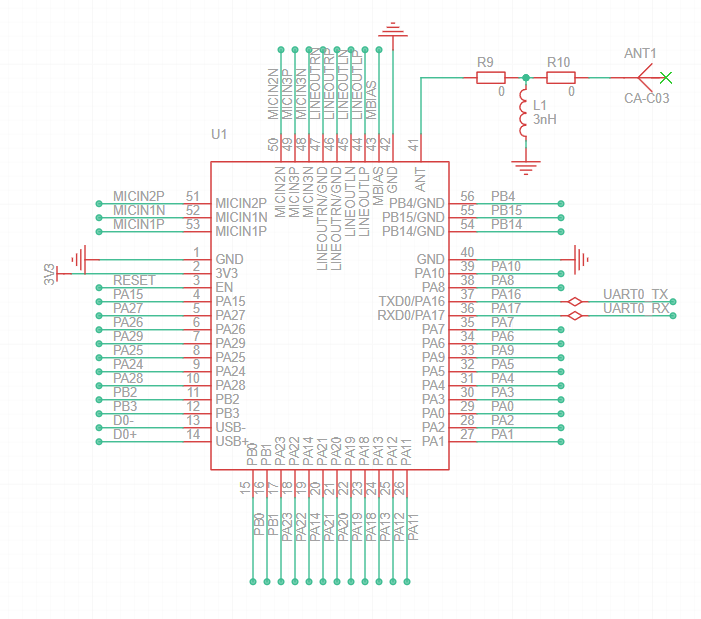 MICIN2N
MICIN3P
MICIN3N
LINEOUTRN
LINEOUTRP
LINEOUTLN
LINEOUTLP
MBIAS
50
49
48
47
46
45
44
43
42
41
R9
0
R10
0
L1
3nH
ANT1
CA-C03
U1
MICIN2N
MICIN3P
MICIN3N
LINEOUTRN/GND
LINEOUTRN/GND
LINEOUTLN
LINEOUTLP
MBIAS
GND
ANT
MICIN2P 51 MICIN2P
MICIN1N 52 MICIN1N
MICIN1P 53 MICIN1P
1 GND
3V3 2 3V3
RESET 3 EN
PA15 4 PA15
PA27 5 PA27
PA26 6 PA26
PA29 7 PA29
PA25 8 PA25
PA24 9 PA24
PA28 10 PA28
PB2 11 PB2
PB3 12 PB3
D0- 13 USB-
D0+ 14 USB+
PB4/GND 56 PB4
PB15/GND 55 PB15
PB14/GND 54 PB14
GND 40
PA10 39 PA10
PA8 38 PA8
TXD0/PA16 37 PA16 UART0_TX
RXD0/PA17 36 PA17 UART0_RX
PA7 35 PA7
PA6 34 PA6
PA9 33 PA9
PA5 32 PA5
PA4 31 PA4
PA3 30 PA3
PA0 29 PA0
PA2 28 PA2
PA1 27 PA1
PB0
PB1
PA23
PA22
PA14
PA21
PA20
PA19
PA18
PA13
PA12
PA11
15
16
17
18
19
20
21
22
23
24
25
26
PB0
PB1
PA23
PA22
PA14
PA21
PA20
PA19
PA18
PA13
PA12
PA11